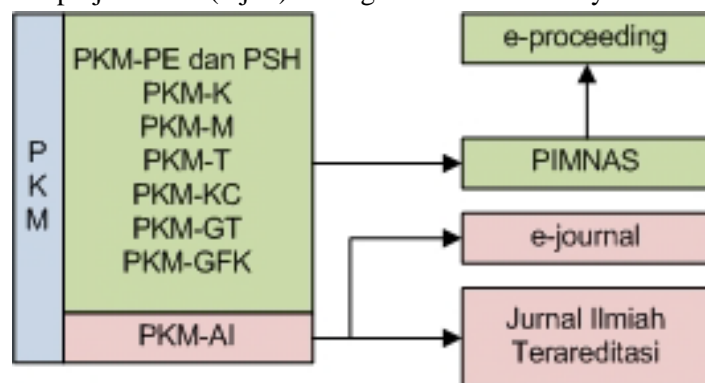 P
K
M
PKM-PE dan PSH
PKM-K
PKM-M
PKM-T
PKM-KC
PKM-GT
PKM-GFK
PKM-AI
e-proceeding
PIMNAS
e-journal
Jurnal Ilmiah
Terareditasi